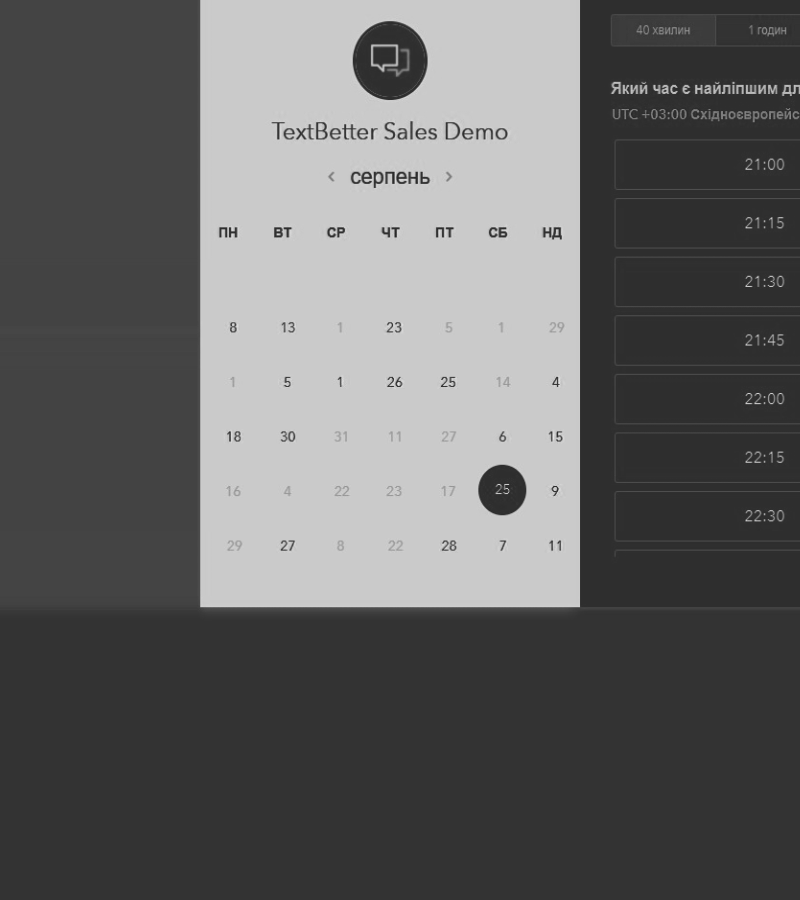 TextBetter Sales Demo
‹ серпень ›
ПН ВТ СР ЧТ ПТ СБ НД
8 13 1 23 5 1 29
1 5 1 26 25 14 4
18 30 31 11 27 6 15
16 4 22 23 17 25 9
29 27 8 22 28 7 11
40 хвилин 1 годин
Який час є найліпшим дл
UTC +03:00 Східноєвропейс
21:00
21:15
21:30
21:45
22:00
22:15
22:30